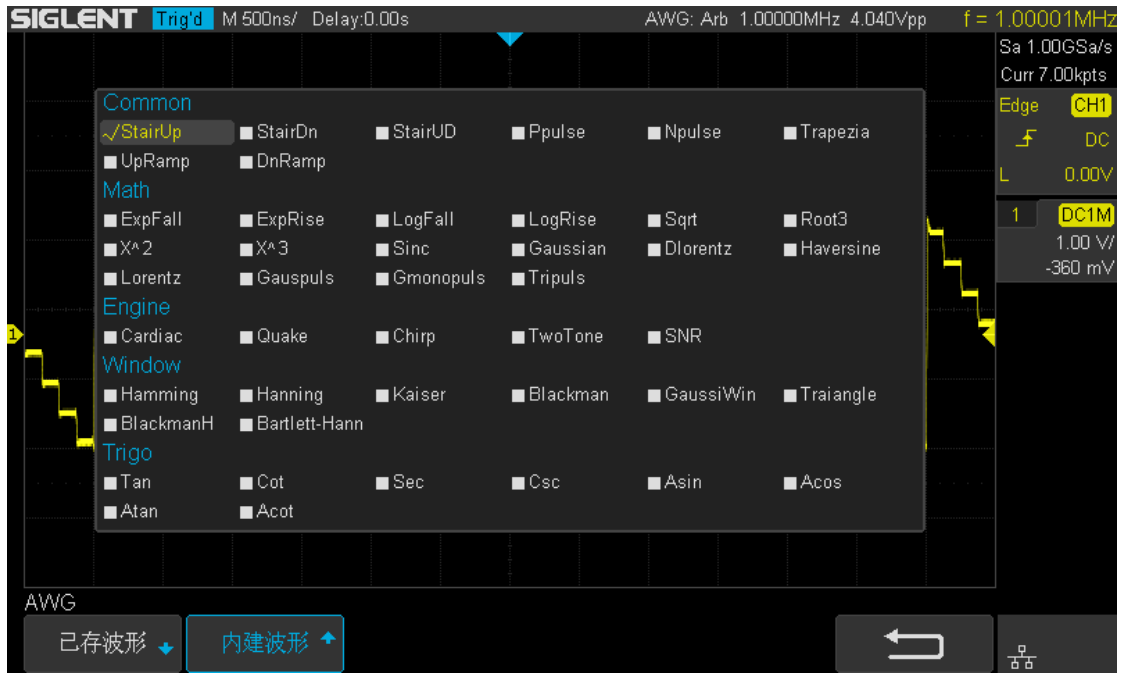 SIGLENT Trig'd M 500ns/ Delay:0.00s AWG: Arb 1.00000MHz 4.040Vpp f = 1.00001MHz
Sa 1.00GSa/s
Curr 7.00kpts
Edge CH1
DC
L 0.00V
1 DC1M
1.00 V/
-360 mV
Common
StairUp StairDn StairUD Ppulse Npulse Trapezia
UpRamp DnRamp
Math
ExpFall ExpRise LogFall LogRise Sqrt Root3
X^2 X^3 Sinc Gaussian Dlorentz Haversine
Lorentz Gauspuls Gmonopuls Tripuls
Engine
Cardiac Quake Chirp TwoTone SNR
1
Window
Hamming Hanning Kaiser Blackman GaussiWin Traiangle
BlackmanH Bartlett-Hann
Trigo
Tan Cot Sec Csc Asin Acos
Atan Acot
AWG
已存波形 内建波形